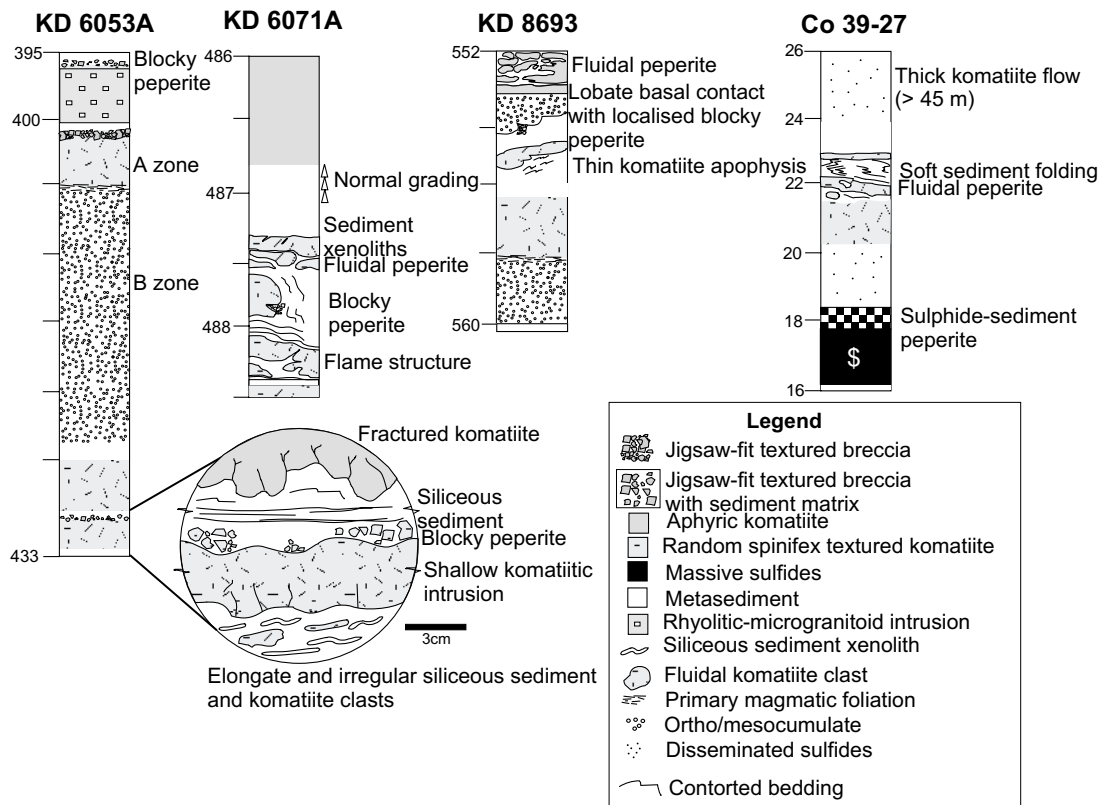 KD 6053A
395
Blocky
peperite
400
A zone
B zone
433
KD 6071A
486
487
Normal grading
Sediment
xenoliths
Fluidal peperite
Blocky
peperite
488
Flame structure
KD 8693
552
Fluidal peperite
Lobate basal contact
with localised blocky
peperite
Thin komatiite apophysis
560
Co 39-27
26
Thick komatiite flow
(> 45 m)
24
Soft sediment folding
22
Fluidal peperite
20
18
Sulphide-sediment
peperite
$
16
Fractured komatiite
Siliceous
sediment
Blocky peperite
Shallow komatiitic
intrusion
3cm
Elongate and irregular siliceous sediment
and komatiite clasts
Legend
Jigsaw-fit textured breccia
Jigsaw-fit textured breccia
with sediment matrix
Aphyric komatiite
Random spinifex textured komatiite
Massive sulfides
Metasediment
Rhyolitic-microgranitoid intrusion
Siliceous sediment xenolith
Fluidal komatiite clast
Primary magmatic foliation
Ortho/mesocumulate
Disseminated sulfides
Contorted bedding